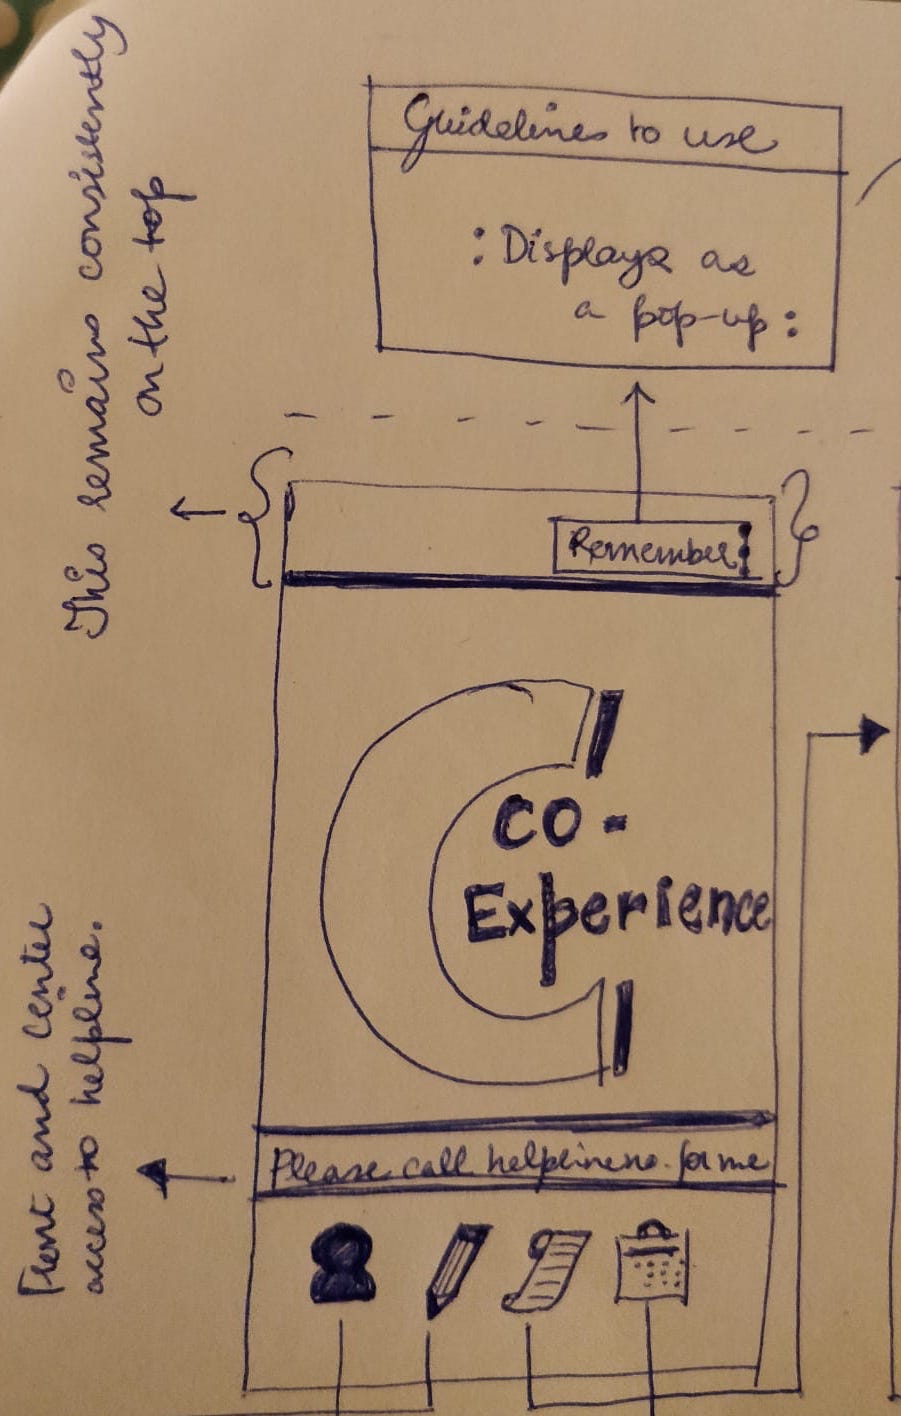 This remains consistently
on the top
Guidelines to use
: Displays as
a pop-up :
Remember:
CO -
Experience
Front and center
access to helpline.
Please call helpline no. for me